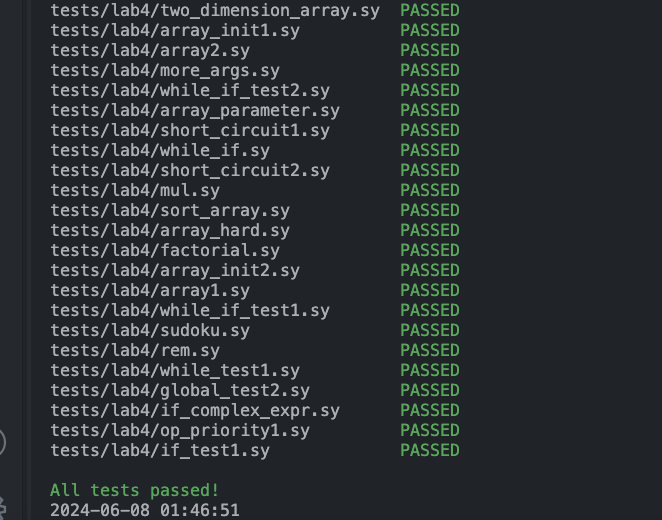 tests/lab4/two_dimension_array.sy PASSED
tests/lab4/array_init1.sy PASSED
tests/lab4/array2.sy PASSED
tests/lab4/more_args.sy PASSED
tests/lab4/while_if_test2.sy PASSED
tests/lab4/array_parameter.sy PASSED
tests/lab4/short_circuit1.sy PASSED
tests/lab4/while_if.sy PASSED
tests/lab4/short_circuit2.sy PASSED
tests/lab4/mul.sy PASSED
tests/lab4/sort_array.sy PASSED
tests/lab4/array_hard.sy PASSED
tests/lab4/factorial.sy PASSED
tests/lab4/array_init2.sy PASSED
tests/lab4/array1.sy PASSED
tests/lab4/while_if_test1.sy PASSED
tests/lab4/sudoku.sy PASSED
tests/lab4/rem.sy PASSED
tests/lab4/while_test1.sy PASSED
tests/lab4/global_test2.sy PASSED
tests/lab4/if_complex_expr.sy PASSED
tests/lab4/op_priority1.sy PASSED
tests/lab4/if_test1.sy PASSED
All tests passed!
2024-06-08 01:46:51